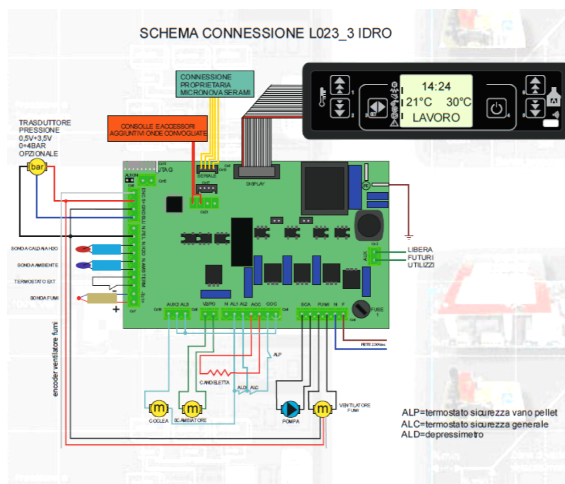 SCHEMA CONNESSIONE L023_3 IDRO
CONNESSIONE
PROPRIETARIA
MICRONOVA SERAMI
14:24
21°C 30°C
LAVORO
CONSOLLE E ACCESSORI
AGGIUNTIVI ONDE CONVOGLIATE
TRASDUTTORE
PRESSIONE
0,5V+3,5V
0÷4BAR
OPZIONALE
bar
JTAG
SERIALE
DISPLAY
SONDA CALDAIA H2O
SONDA AMBIENTE
TERMOSTATO EXT
SONDA FUMI
LIBERA
FUTURI
UTILIZZI
FUSE
encoder ventilatore fumi
CANDELETTA
ALP
ALD ALC
m
COCLEA
m
SCAMBIATORE
POMPA
m
VENTILATORE
FUMI
ALP=termostato sicurezza vano pellet
ALC=termostato sicurezza generale
ALD=depressimetro